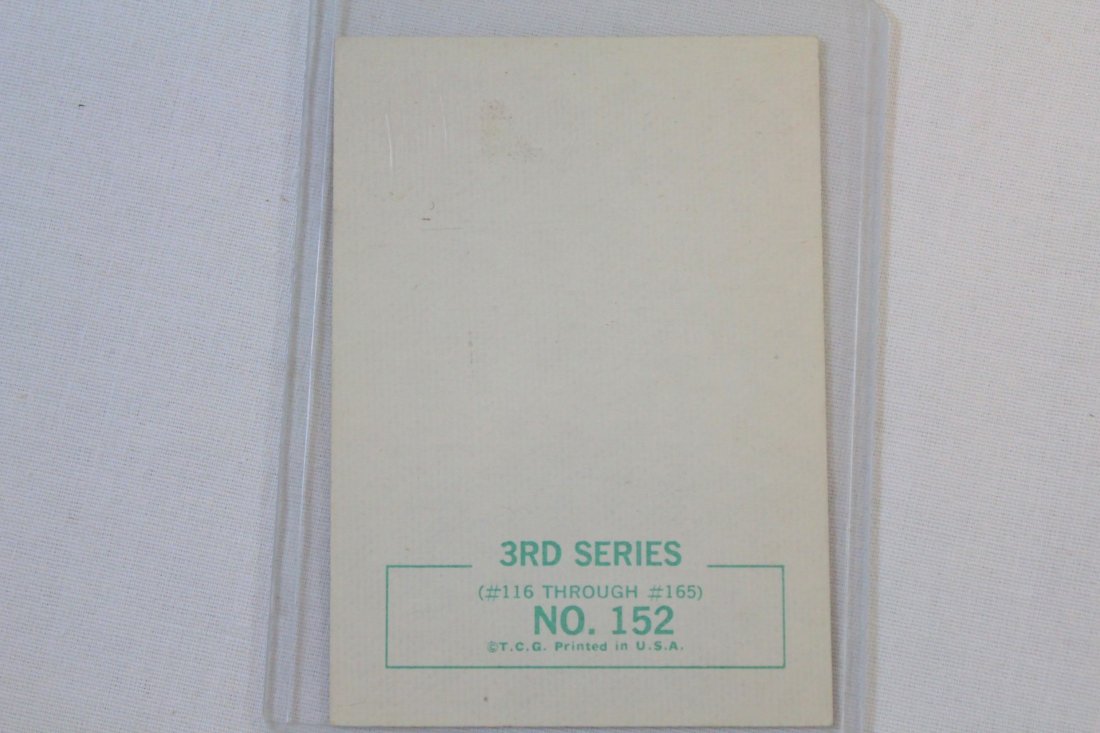 3RD SERIES
(#116 THROUGH #165)
NO. 152
©T.C.G. Printed in U.S.A.